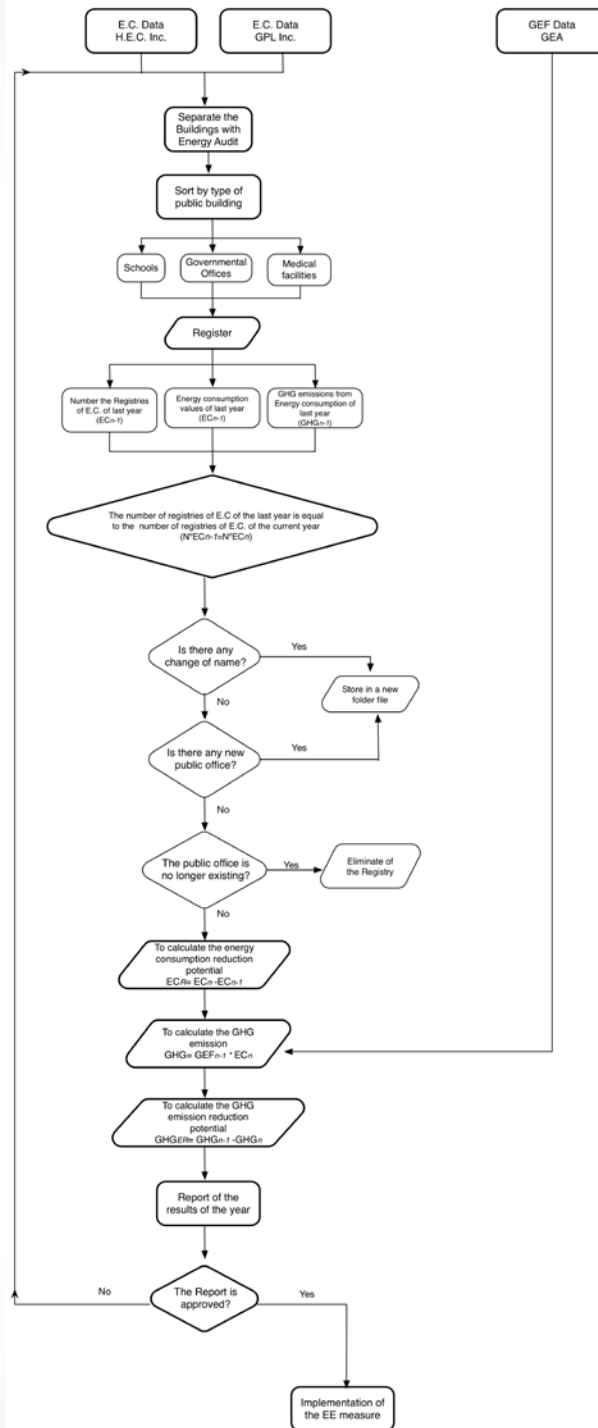 E.C. Data
H.E.C. Inc.
E.C. Data
GPL Inc.
GEF Data
GEA
Separate the
Buildings with
Energy Audit
Sort by type of
public building
Schools
Governmental
Offices
Medical
facilities
Register
Number the Registries
of E.C. of last year
(ECn-1)
Energy consumption
values of last year
(ECn-1)
GHG emissions from
Energy consumption of
last year
(GHGn-1)
The number of registries of E.C of the last year is equal
to the number of registries of E.C. of the current year
(N°ECn-1=N°ECn)
Is there any
change of name?
Yes
Store in a new
folder file
No
Is there any new
public office?
Yes
No
The public office is
no longer existing?
Yes
Eliminate of
the Registry
No
To calculate the energy
consumption reduction
potential
ECR= ECn -ECn-1
To calculate the GHG
emission
GHG= GEFn-1 * ECn
To calculate the GHG
emission reduction
potential
GHGER= GHGn-1 -GHGn
Report of the
results of the year
No
The Report is
approved?
Yes
Implementation of
the EE measure